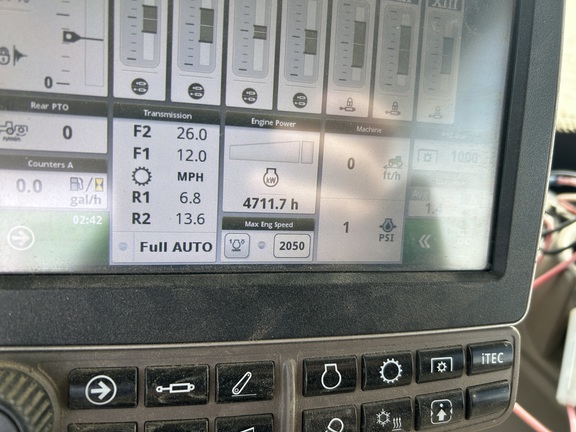 XIII
0
Rear PTO
0
Counters A
0.0 gal/h
02:42
Transmission
F2 26.0
F1 12.0
MPH
R1 6.8
R2 13.6
Full AUTO
Engine Power
kW
4711.7 h
Max Eng Speed
2050
Machine
0 ft/h
1 PSI
1000
iTEC